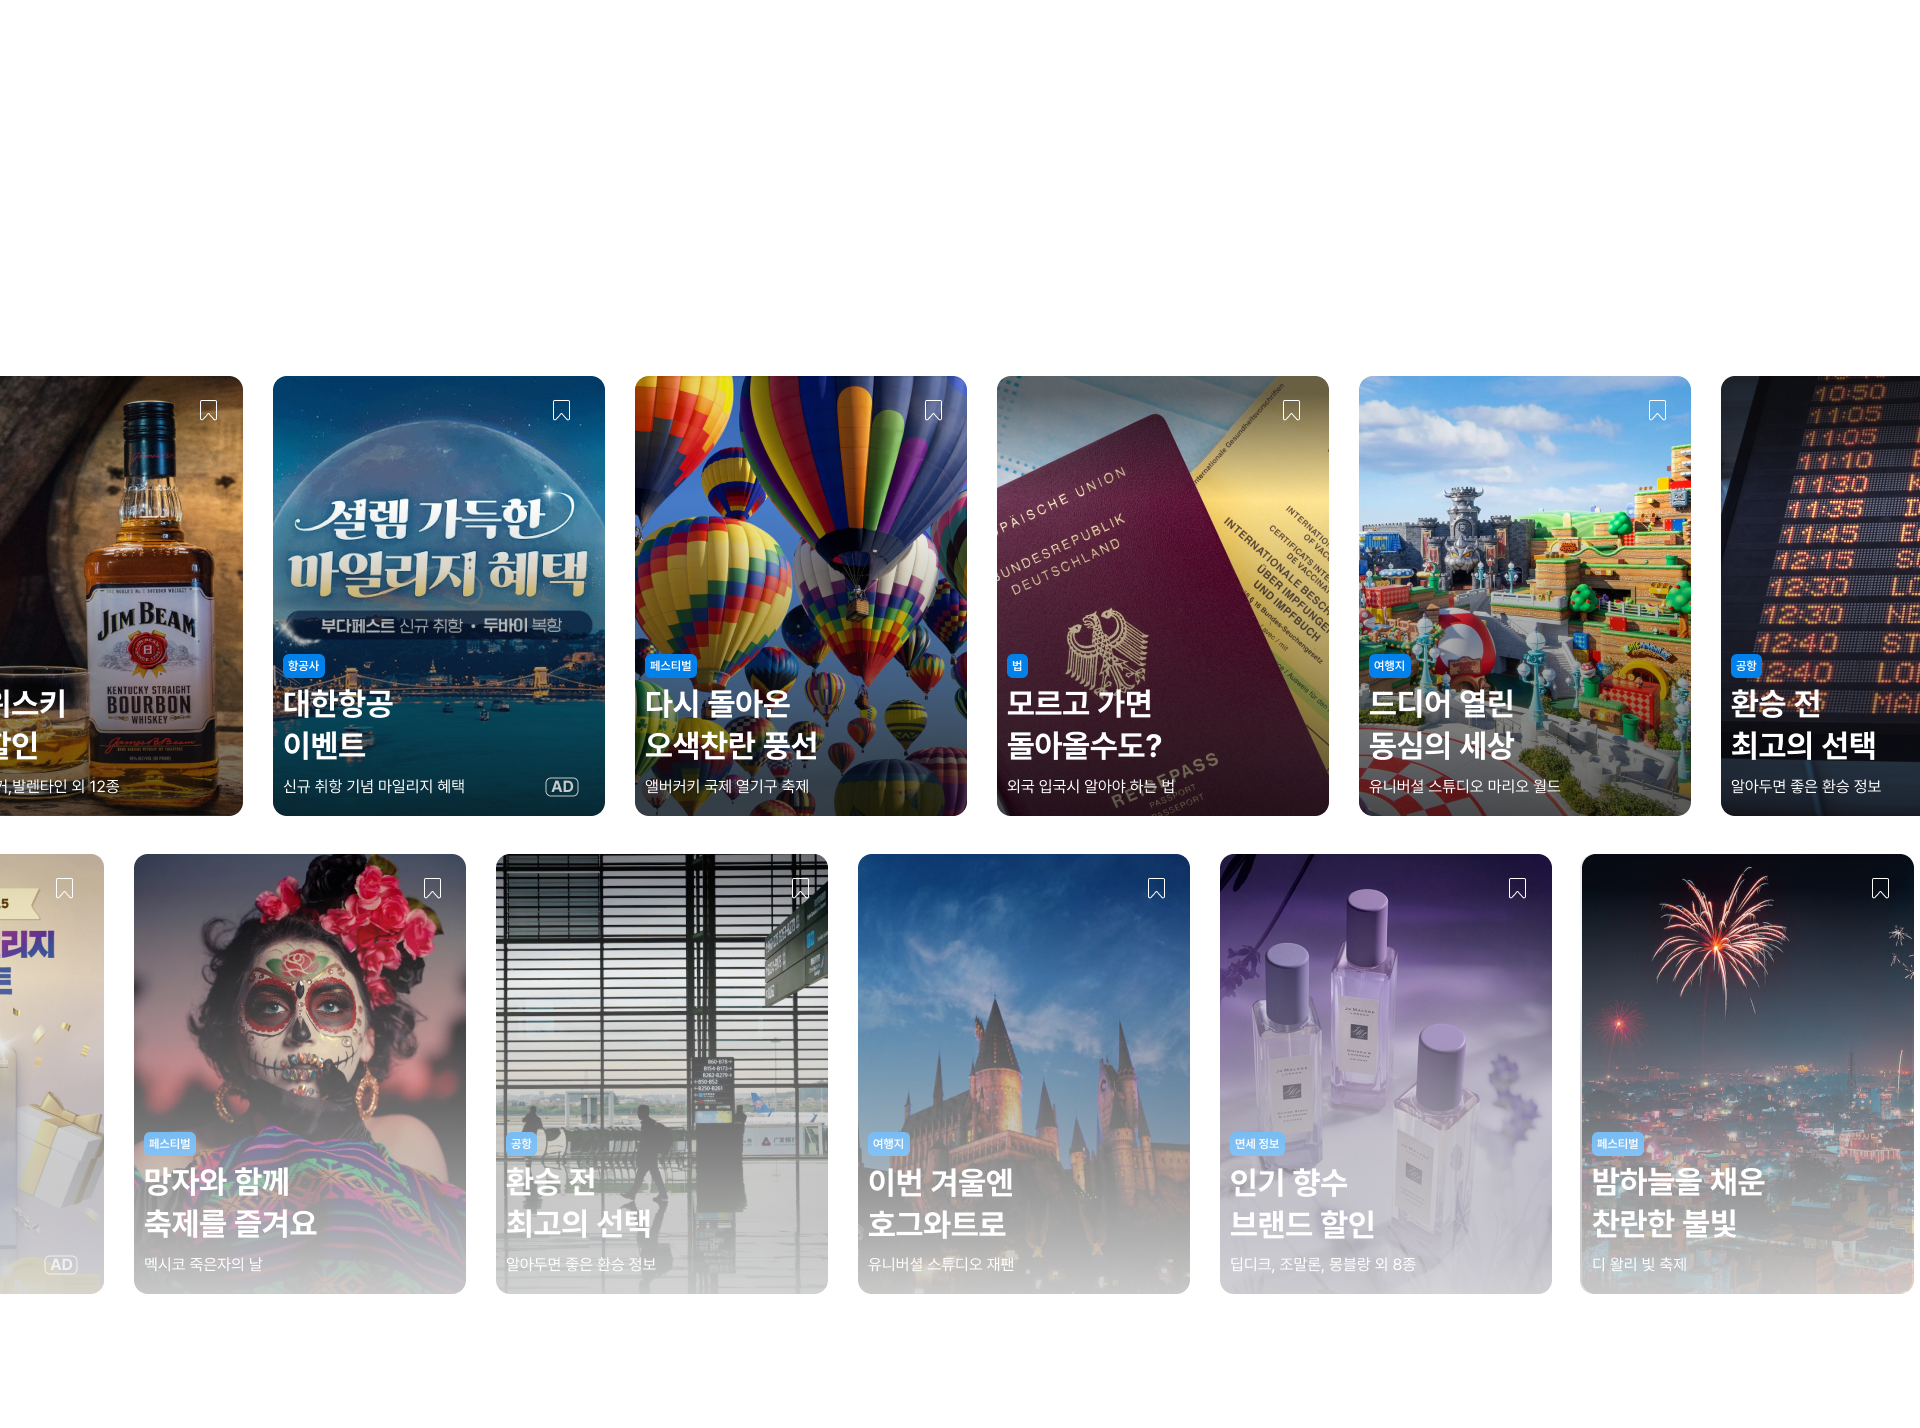 JIM BEAM
KENTUCKY STRAIGHT
BOURBON
WHISKEY
위스키
할인
커,발렌타인 외 12종
설렘 가득한
마일리지 혜택
부다페스트 신규 취항 • 두바이 복항
항공사
대한항공
이벤트
신규 취항 기념 마일리지 혜택
AD
페스티벌
다시 돌아온
오색찬란 풍선
앨버커키 국제 열기구 축제
PÄISCHE UNION
BUNDESREPUBLIK
DEUTSCHLAND
REISEPASS
PASSPORT
PASSEPORT
Internationale Gesundheitsvorschriften
INTERNATIONALE BESCH
ÜBER IMPFUNGEN
UND IMPFBUCH
법
모르고 가면
돌아올수도?
외국 입국시 알아야 하는 법
여행지
드디어 열린
동심의 세상
유니버셜 스튜디오 마리오 월드
10:50
11:05
11:05
11:10
11:30
11:35
11:45
12:15
12:30
12:30
12:40
12:40
공항
환승 전
최고의 선택
알아두면 좋은 환승 정보
리지
트
AD
페스티벌
망자와 함께
축제를 즐겨요
멕시코 죽은자의 날
공항
환승 전
최고의 선택
알아두면 좋은 환승 정보
여행지
이번 겨울엔
호그와트로
유니버셜 스튜디오 재팬
JO MALONE
LONDON
면세 정보
인기 향수
브랜드 할인
딥디크, 조말론, 몽블랑 외 8종
페스티벌
밤하늘을 채운
찬란한 불빛
디 왈리 빛 축제